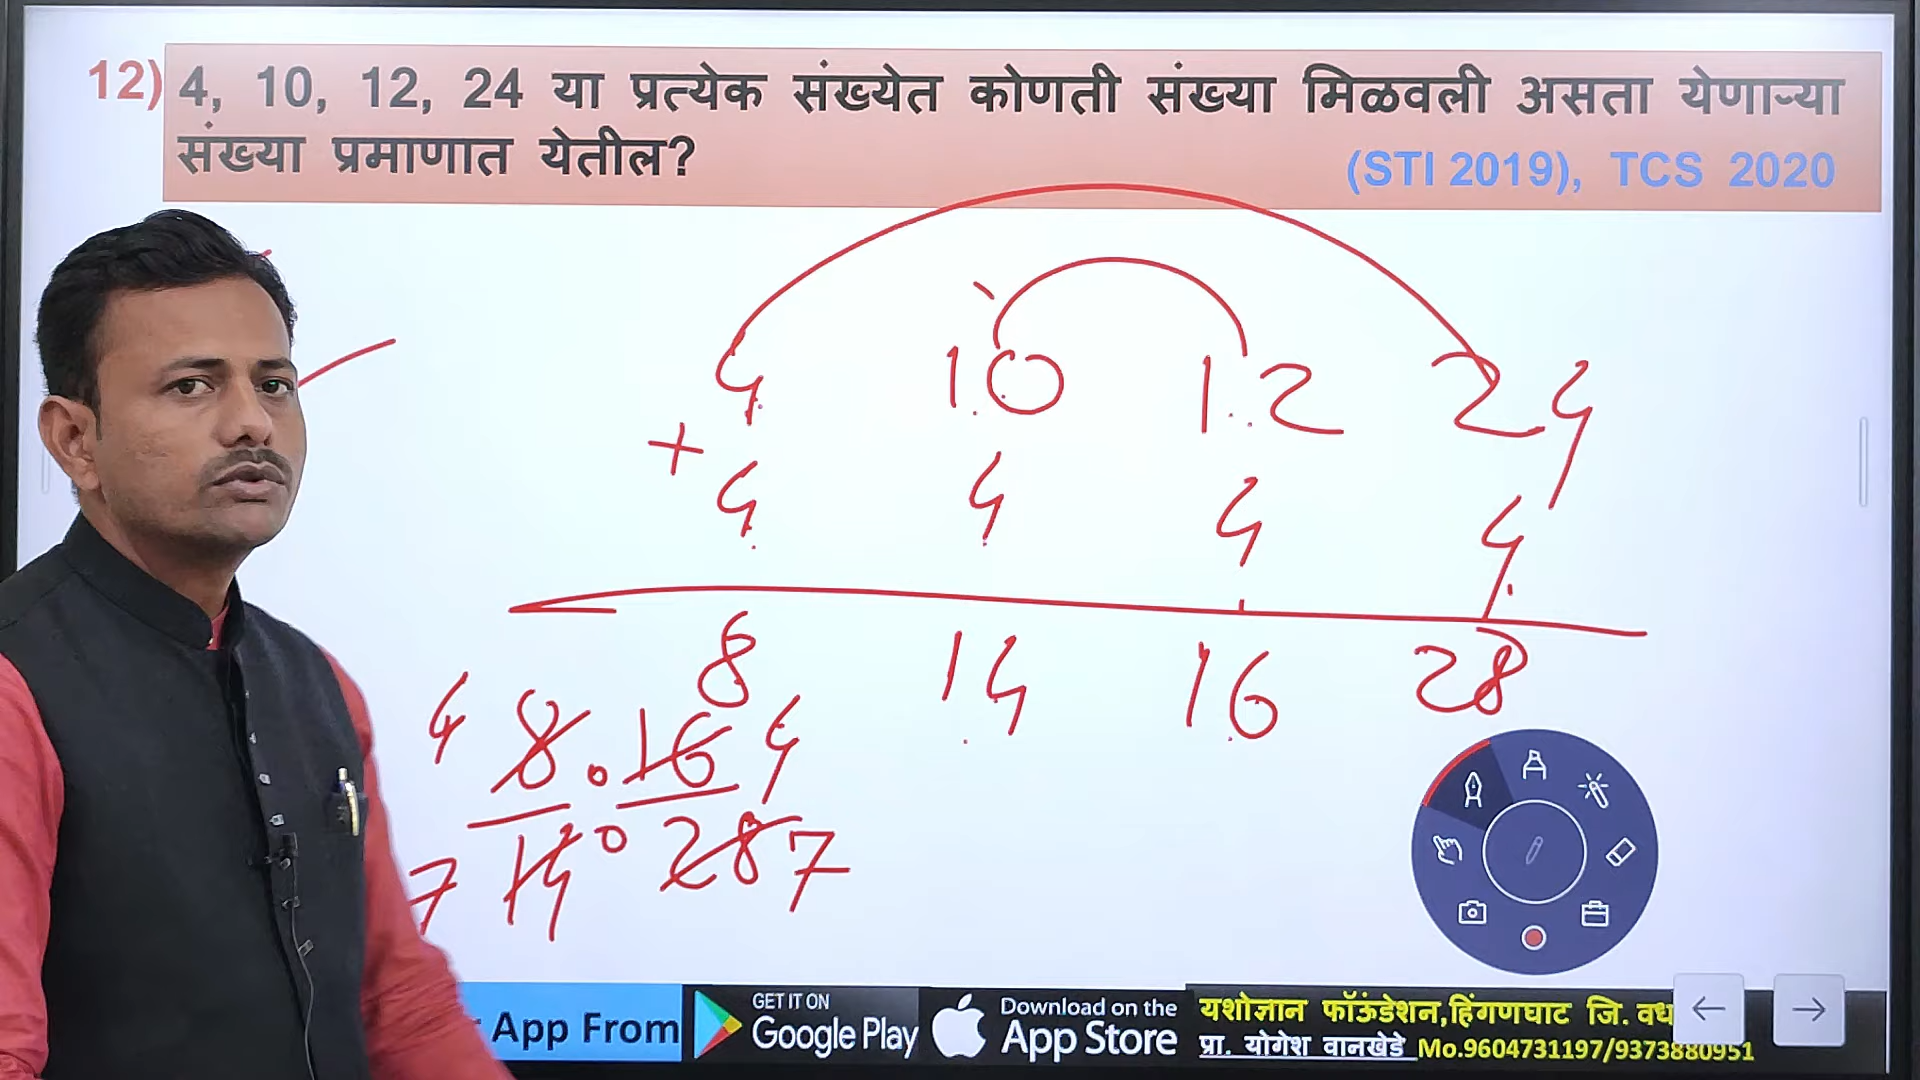 12) 4, 10, 12, 24 या प्रत्येक संख्येत कोणती संख्या मिळवली असता येणाऱ्या
संख्या प्रमाणात येतील?
(STI 2019), TCS 2020
4 10 12 24
+ 4 4 4 4
8 14 16 28
4 8 16 4
7 14 28 7
App From
GET IT ON
Google Play
Download on the
App Store
यशोज्ञान फॉऊंडेशन,हिंगणघाट जि. वर्ध
प्रा. योगेश वानखेडे Mo.9604731197/9373880951